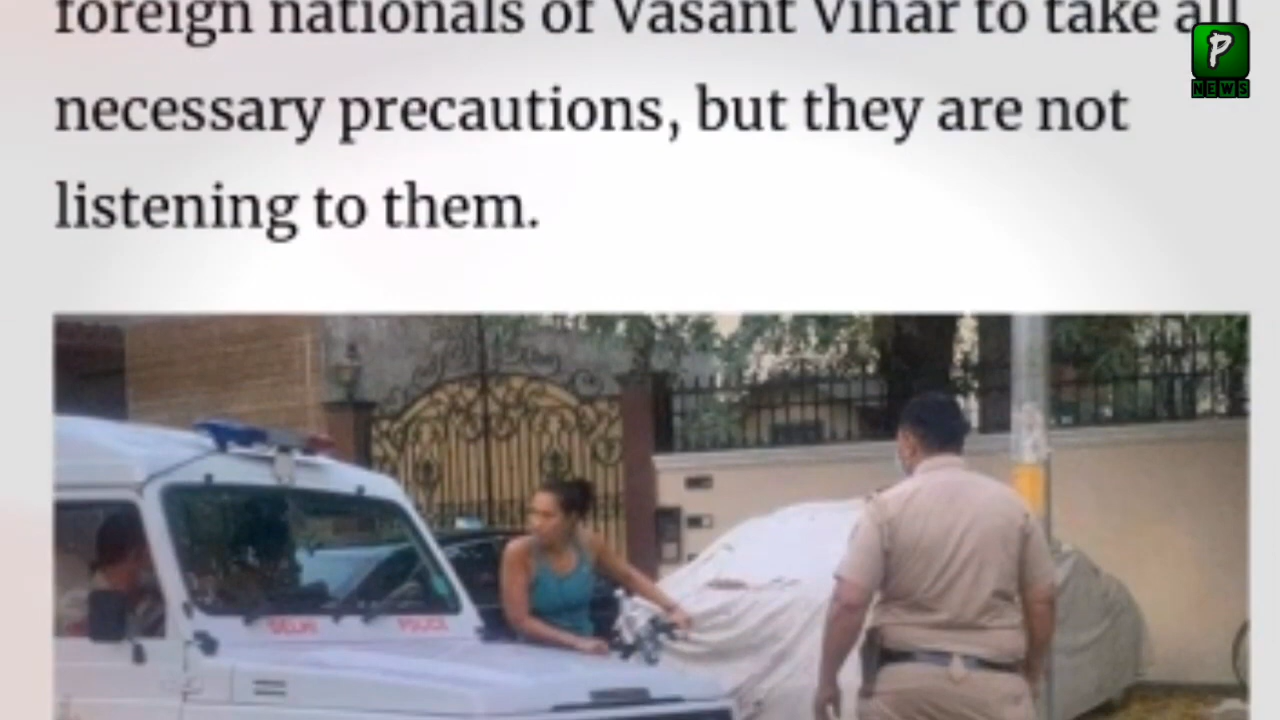 foreign nationals of Vasant Vihar to take all
necessary precautions, but they are not
listening to them.
P
NEWS
DELHI POLICE